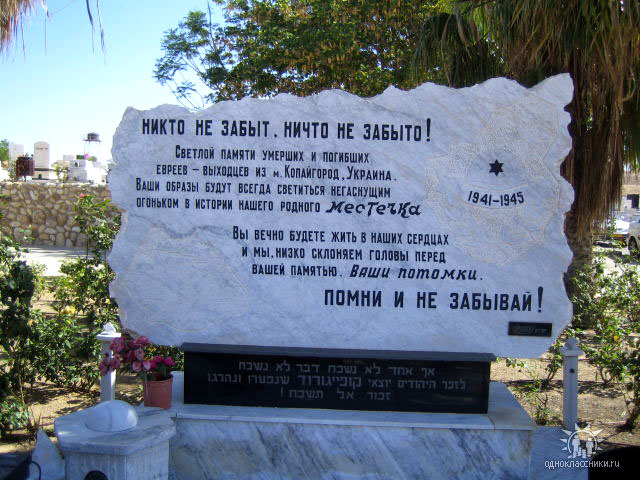 НИКТО НЕ ЗАБЫТ, НИЧТО НЕ ЗАБЫТО!
СВЕТЛОЙ ПАМЯТИ УМЕРШИХ И ПОГИБШИХ
ЕВРЕЕВ – ВЫХОДЦЕВ ИЗ м. КОПАЙГОРОД, УКРАИНА.
ВАШИ ОБРАЗЫ БУДУТ ВСЕГДА СВЕТИТЬСЯ НЕГАСНУЩИМ
ОГОНЬКОМ В ИСТОРИИ НАШЕГО РОДНОГО МЕСТЕЧКА
1941-1945
ВЫ ВЕЧНО БУДЕТЕ ЖИТЬ В НАШИХ СЕРДЦАХ
И МЫ, НИЗКО СКЛОНЯЕМ ГОЛОВЫ ПЕРЕД
ВАШЕЙ ПАМЯТЬЮ. ВАШИ ПОТОМКИ.
ПОМНИ И НЕ ЗАБЫВАЙ!
אף אחד לא נשכח דבר לא נשכח
לזכר היהודים יוצאי קופייגורוד שנפטרו ונהרגו
זכור אל תשכח!
одноклассники.ru